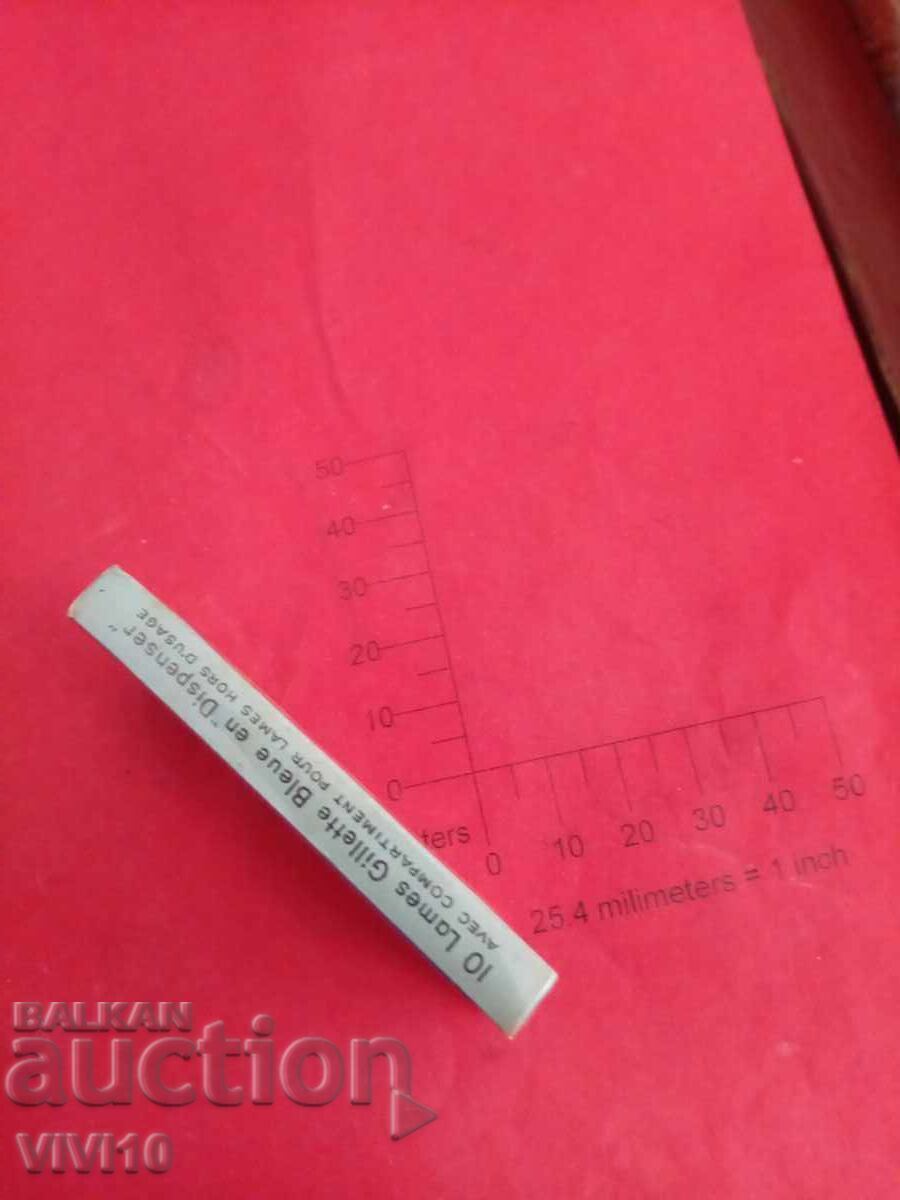 50
40
30
20
10
0
ters
0 10 20 30 40 50
25.4 milimeters = 1 inch
10 Lames Gillette Bleue en "Dispenser"
AVEC COMPARTIMENT POUR LAMES HORS D'USAGE
BALKAN
auction
VIVI10